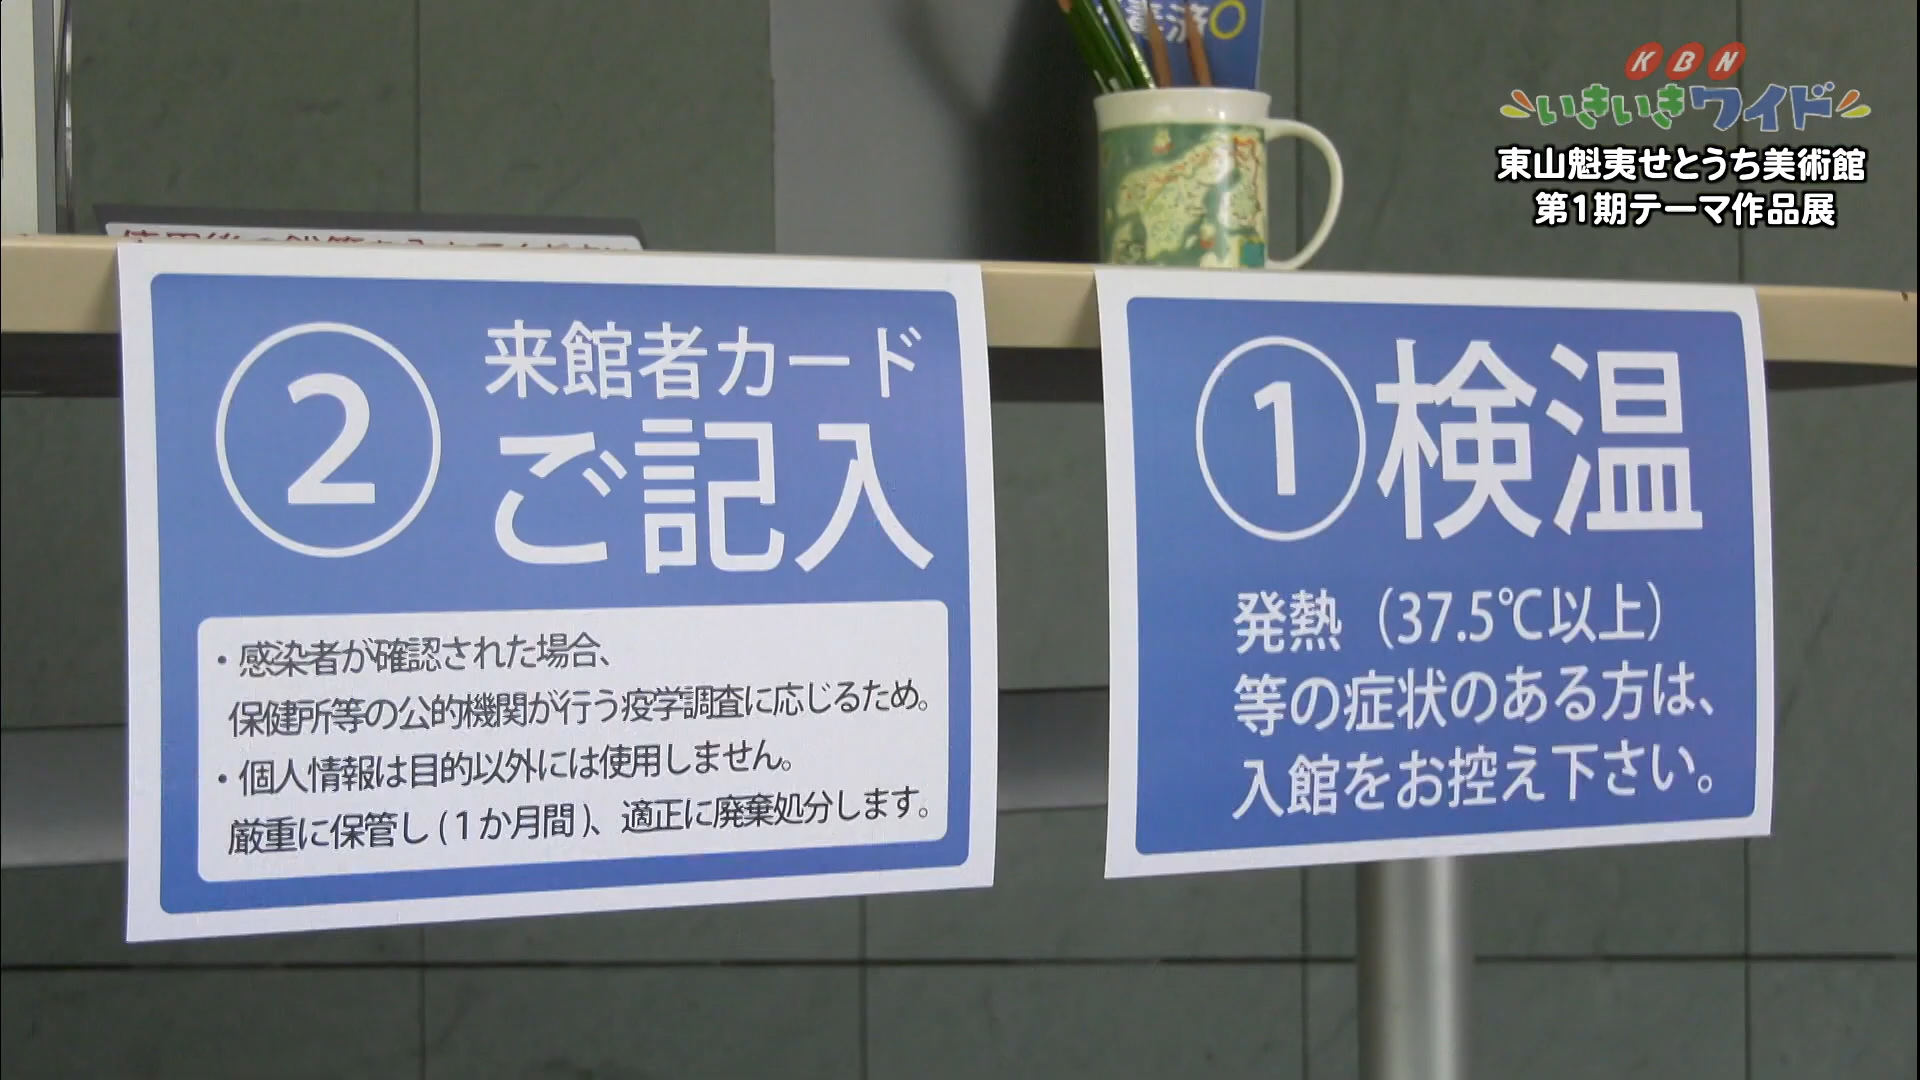 KBN
いきいきワイド
東山魁夷せとうち美術館
第1期テーマ作品展
済
② 来館者カード
ご記入
・感染者が確認された場合、
保健所等の公的機関が行う疫学調査に応じるため。
・個人情報は目的以外には使用しません。
厳重に保管し(1か月間)、適正に廃棄処分します。
①検温
発熱（37.5℃以上）
等の症状のある方は、
入館をお控え下さい。